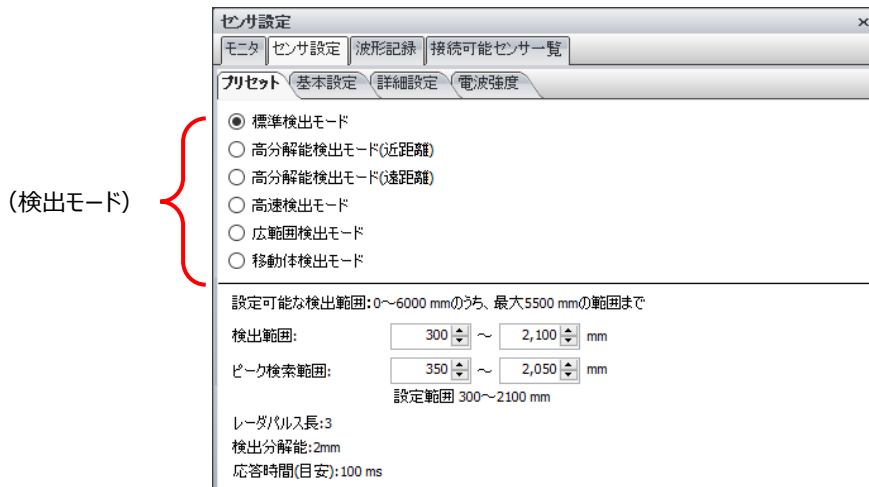 センサ設定
モニタ センサ設定 波形記録 接続可能センサ一覧
プリセット 基本設定 詳細設定 電波強度
標準検出モード
高分解能検出モード(近距離)
高分解能検出モード(遠距離)
(検出モード)
高速検出モード
広範囲検出モード
移動体検出モード
設定可能な検出範囲:0～6000 mmのうち、最大5500 mmの範囲まで
検出範囲: 300 ～ 2,100 mm
ピーク検索範囲: 350 ～ 2,050 mm
設定範囲 300～2100 mm
レーダパルス長:3
検出分解能:2mm
応答時間(目安):100 ms